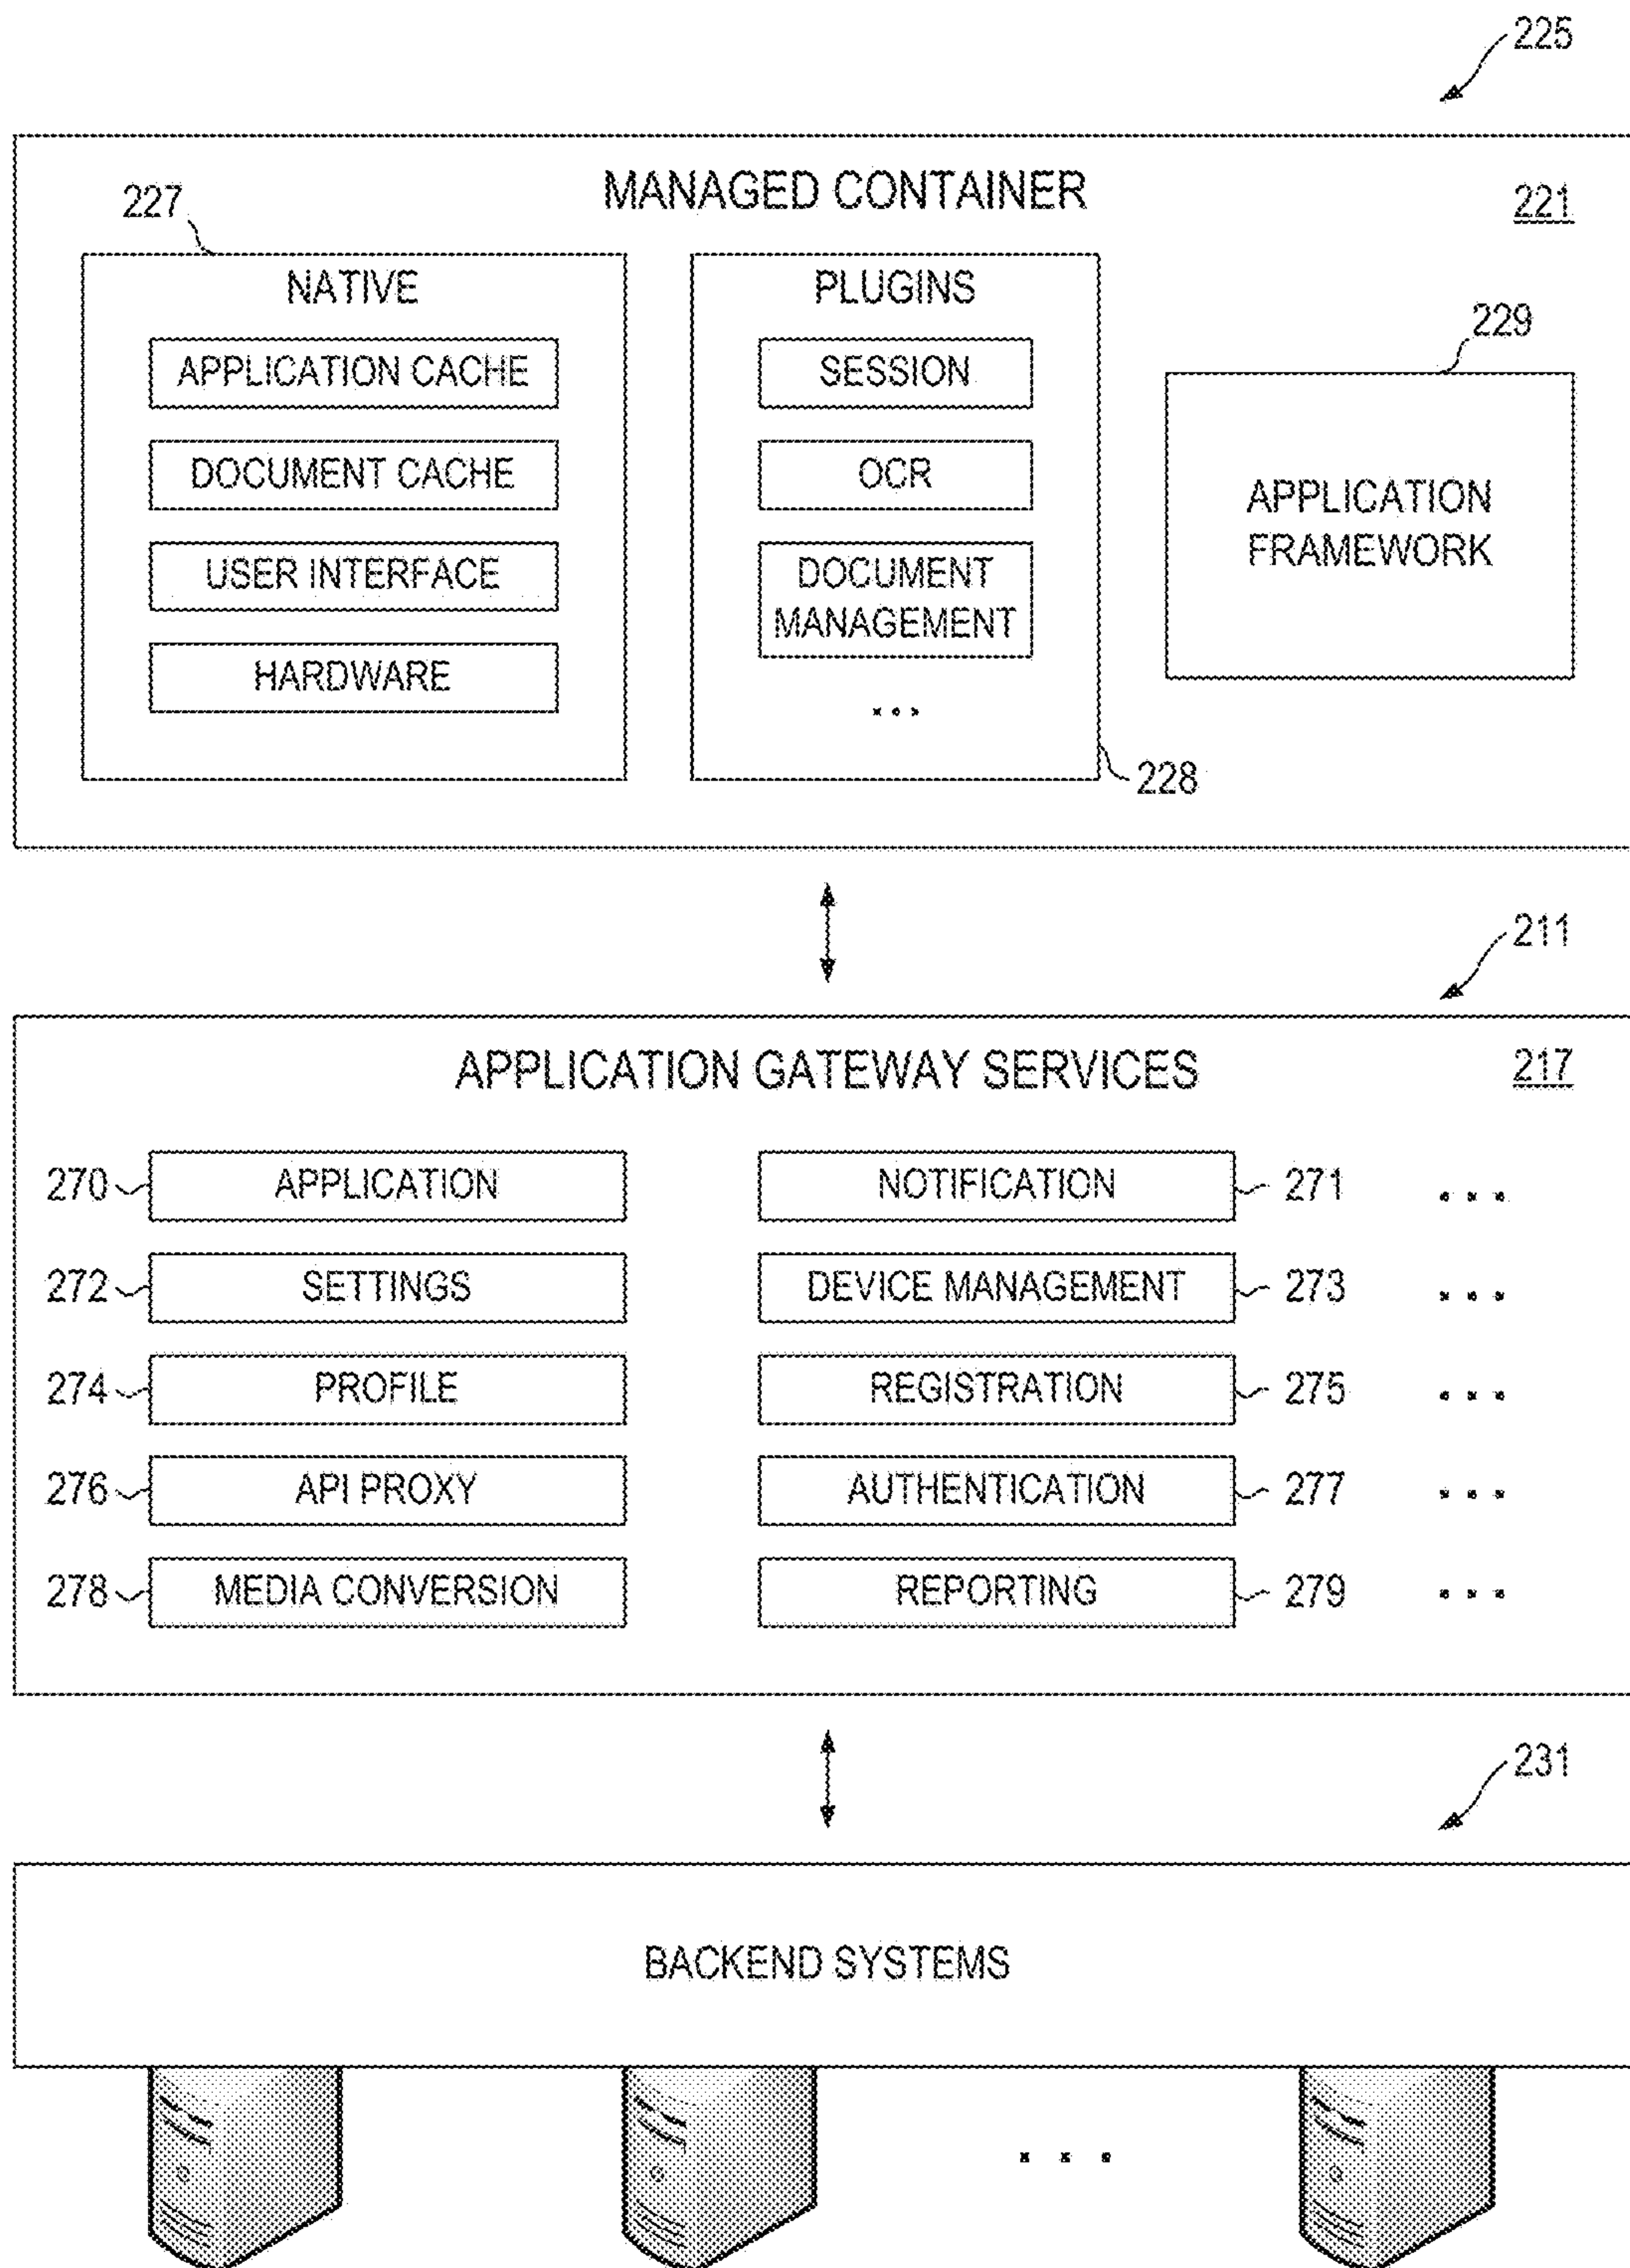 225
MANAGED CONTAINER
221
227
NATIVE
APPLICATION CACHE
DOCUMENT CACHE
USER INTERFACE
HARDWARE
PLUGINS
SESSION
OCR
DOCUMENT
MANAGEMENT
...
228
229
APPLICATION
FRAMEWORK
211
APPLICATION GATEWAY SERVICES
217
270 APPLICATION
NOTIFICATION 271 ...
272 SETTINGS
DEVICE MANAGEMENT 273 ...
274 PROFILE
REGISTRATION 275 ...
276 API PROXY
AUTHENTICATION 277 ...
278 MEDIA CONVERSION
REPORTING 279 ...
231
BACKEND SYSTEMS
...